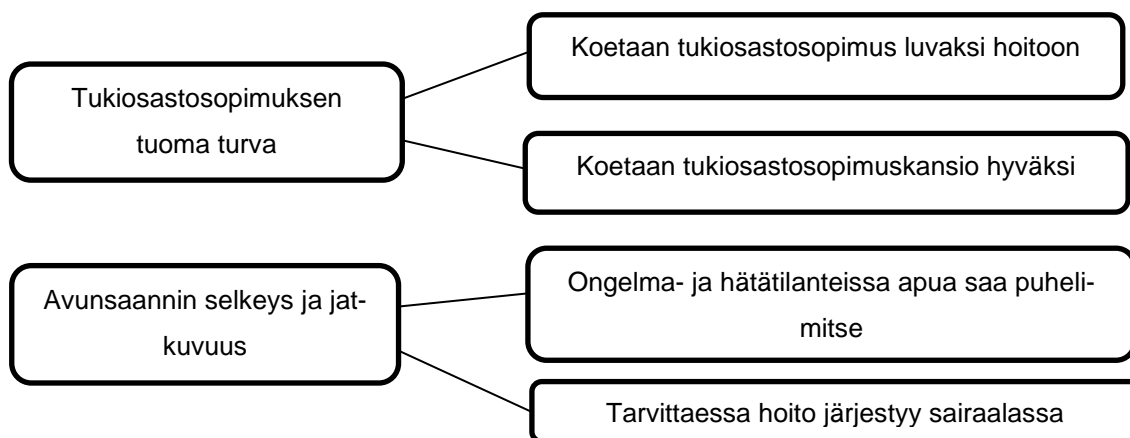 Koetaan tukiosastosopimus luvaksi hoitoon
Tukiosastosopimuksen
tuoma turva
Koetaan tukiosastosopimuskansio hyväksi
Avunsaannin selkeys ja jat-
kuvuus
Ongelma- ja hätätilanteissa apua saa puheli-
mitse
Tarvittaessa hoito järjestyy sairaalassa